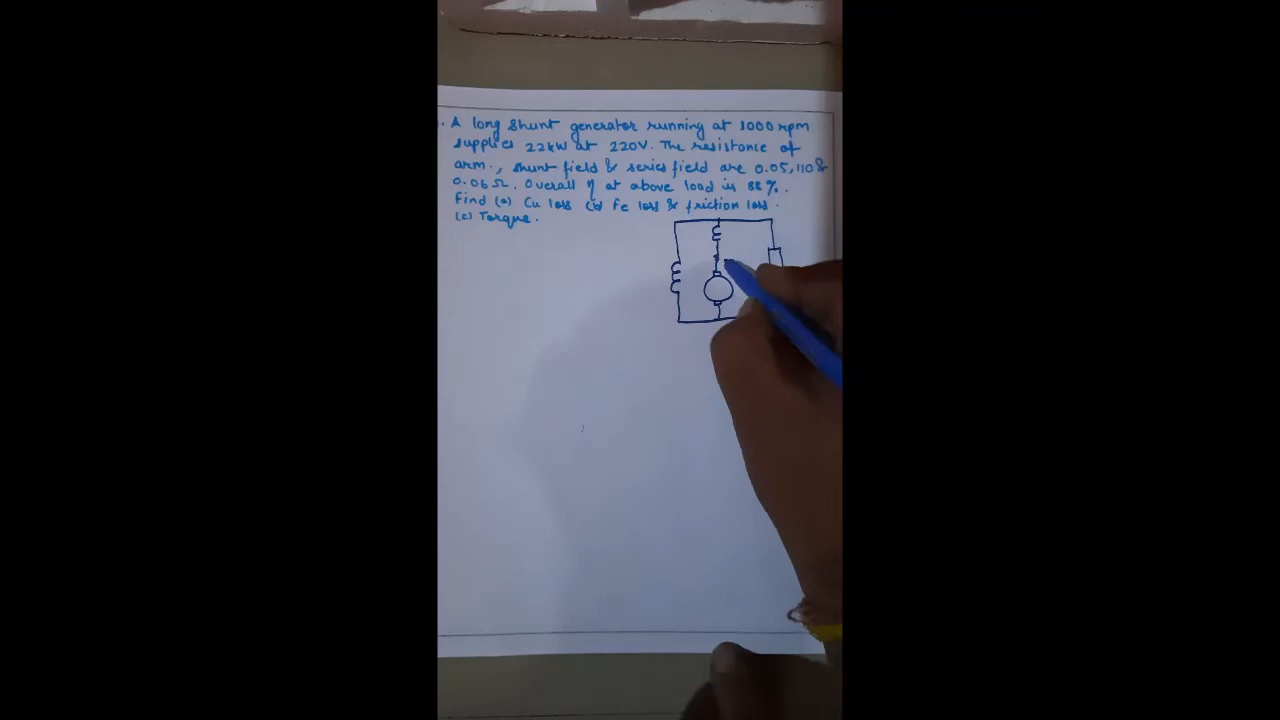 . A long shunt generator running at 1000 rpm
supplies 22kW at 220V. The resistance of
arm., shunt field & series field are 0.05, 110 &
0.06 Ω. Overall η at above load is 88%.
Find (a) Cu loss (b) Fe loss & friction loss.
(c) Torque.